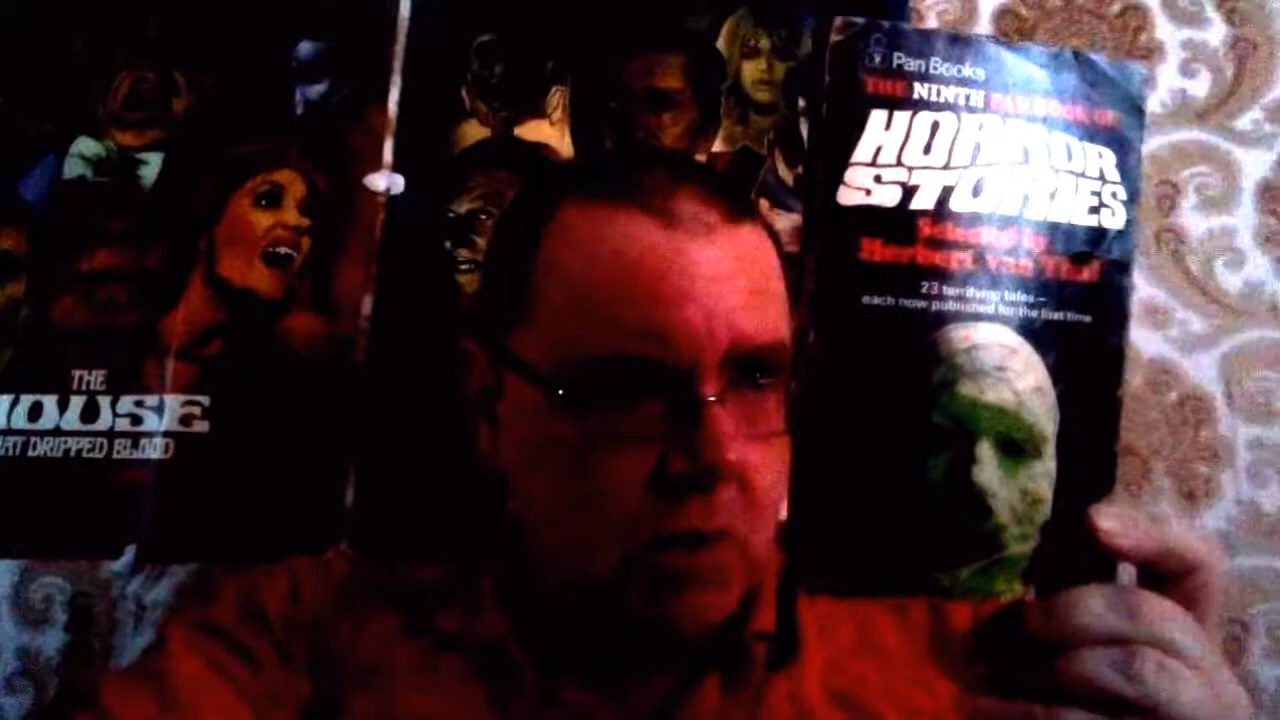 THE
HOUSE
HAT DRIPPED BLOOD
Pan Books
THE NINTH PAN BOOK OF
HORROR
STORIES
Selected by
Herbert Van Thal
23 terrifying tales—
each now published for the first time